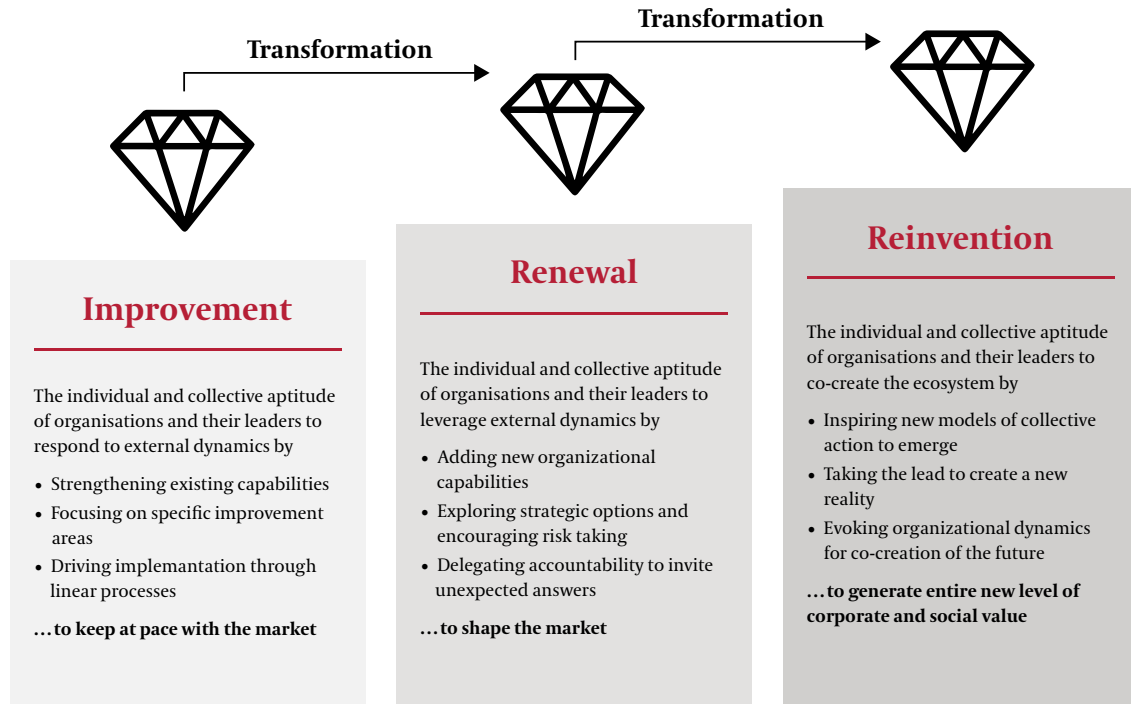 Transformation
Transformation
Improvement
The individual and collective aptitude
of organisations and their leaders to
respond to external dynamics by
• Strengthening existing capabilities
• Focusing on specific improvement
areas
• Driving implemantation through
linear processes
…to keep at pace with the market
Renewal
The individual and collective aptitude
of organisations and their leaders to
leverage external dynamics by
• Adding new organizational
capabilities
• Exploring strategic options and
encouraging risk taking
• Delegating accountability to invite
unexpected answers
…to shape the market
Reinvention
The individual and collective aptitude
of organisations and their leaders to
co-create the ecosystem by
• Inspiring new models of collective
action to emerge
• Taking the lead to create a new
reality
• Evoking organizational dynamics
for co-creation of the future
…to generate entire new level of
corporate and social value